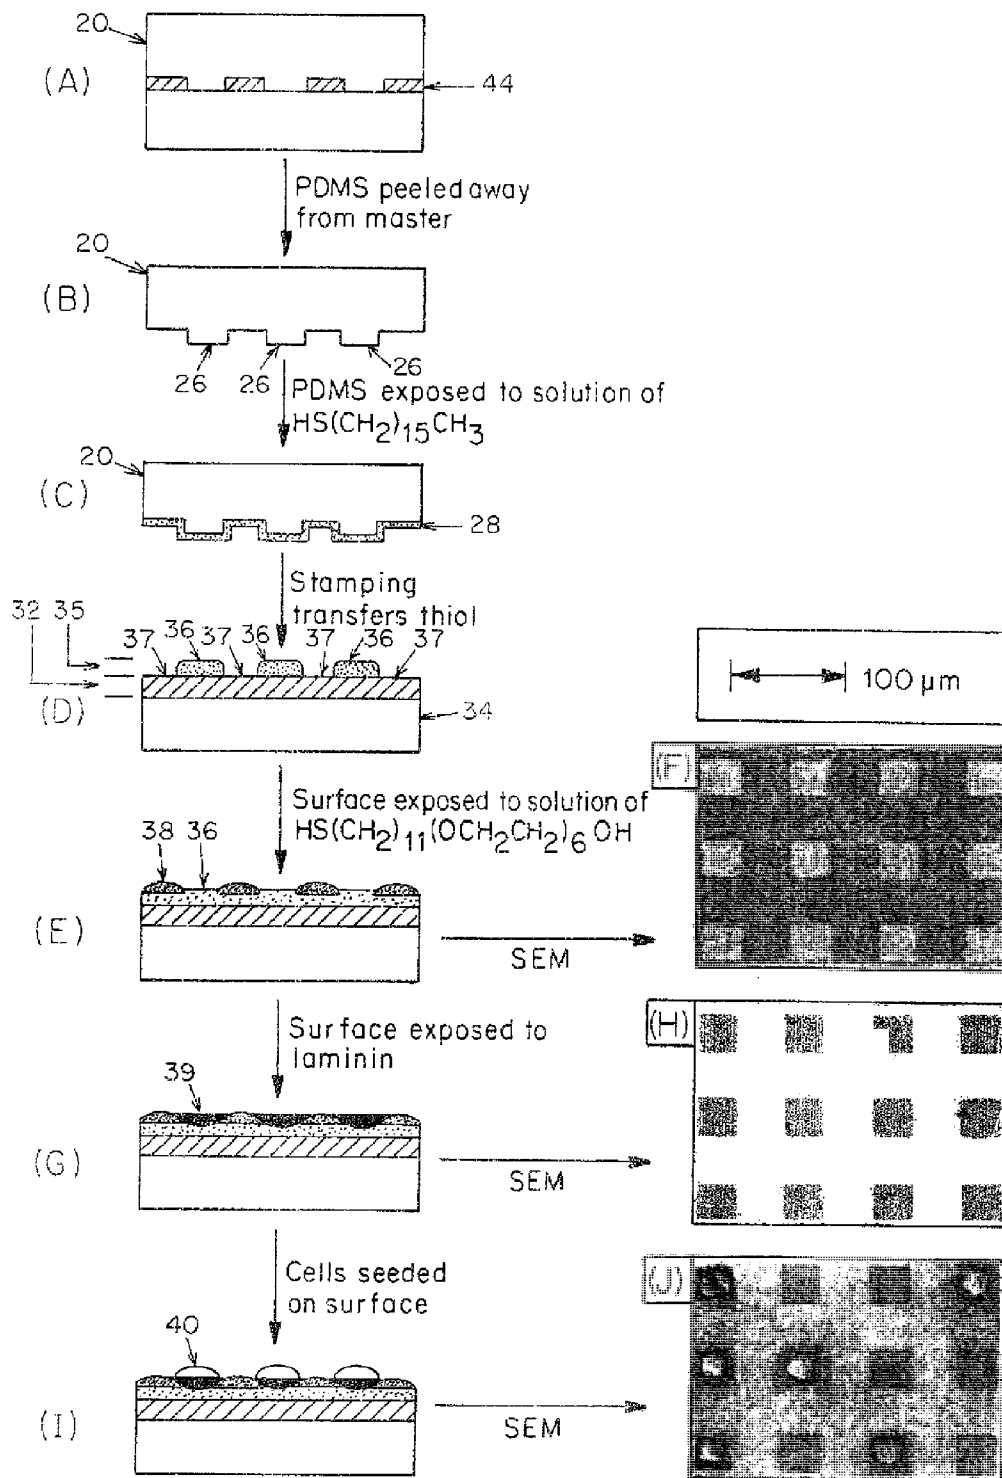 20
(A)
44
PDMS peeled away
from master
20
(B)
26
26
26
PDMS exposed to solution of
HS(CH2)15CH3
20
(C)
28
Stamping
transfers thiol
32 35
37 36 37 36 37 36 37
(D)
34
100 μm
(F)
Surface exposed to solution of
HS(CH2)11(OCH2CH2)6OH
38 36
(E)
SEM
(H)
Surface exposed to
laminin
39
(G)
SEM
(J)
Cells seeded
on surface
40
(I)
SEM